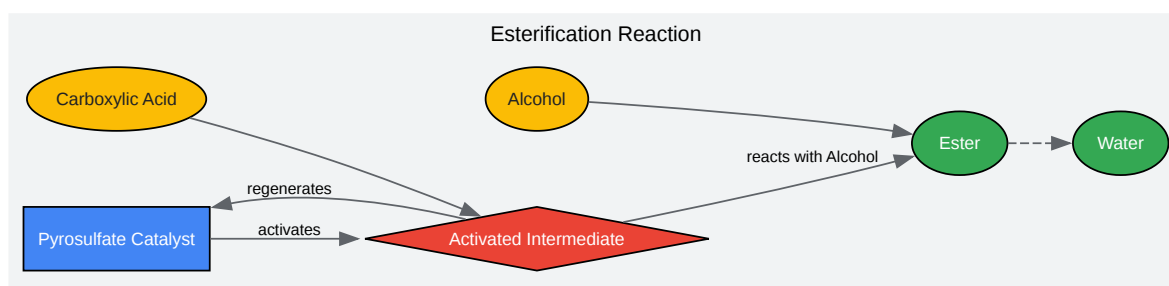 Esterification Reaction
Carboxylic Acid
Alcohol
Ester
Water
reacts with Alcohol
regenerates
activates
Pyrosulfate Catalyst
Activated Intermediate